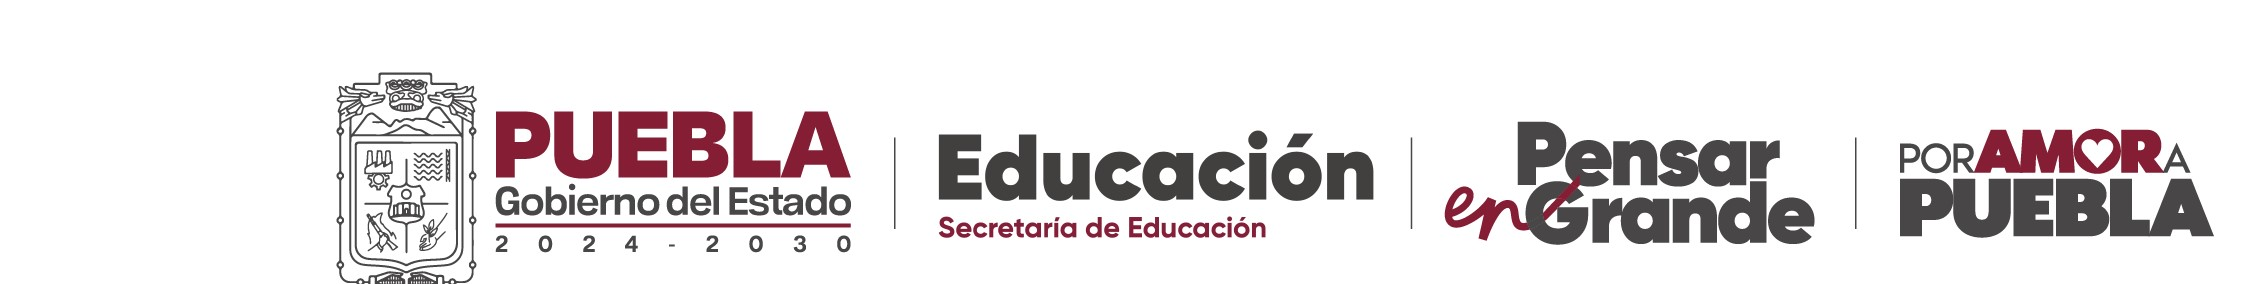 PUEBLA
Gobierno del Estado
2024-2030
Educación
Secretaría de Educación
Pensar
en Grande
POR AMOR A
PUEBLA